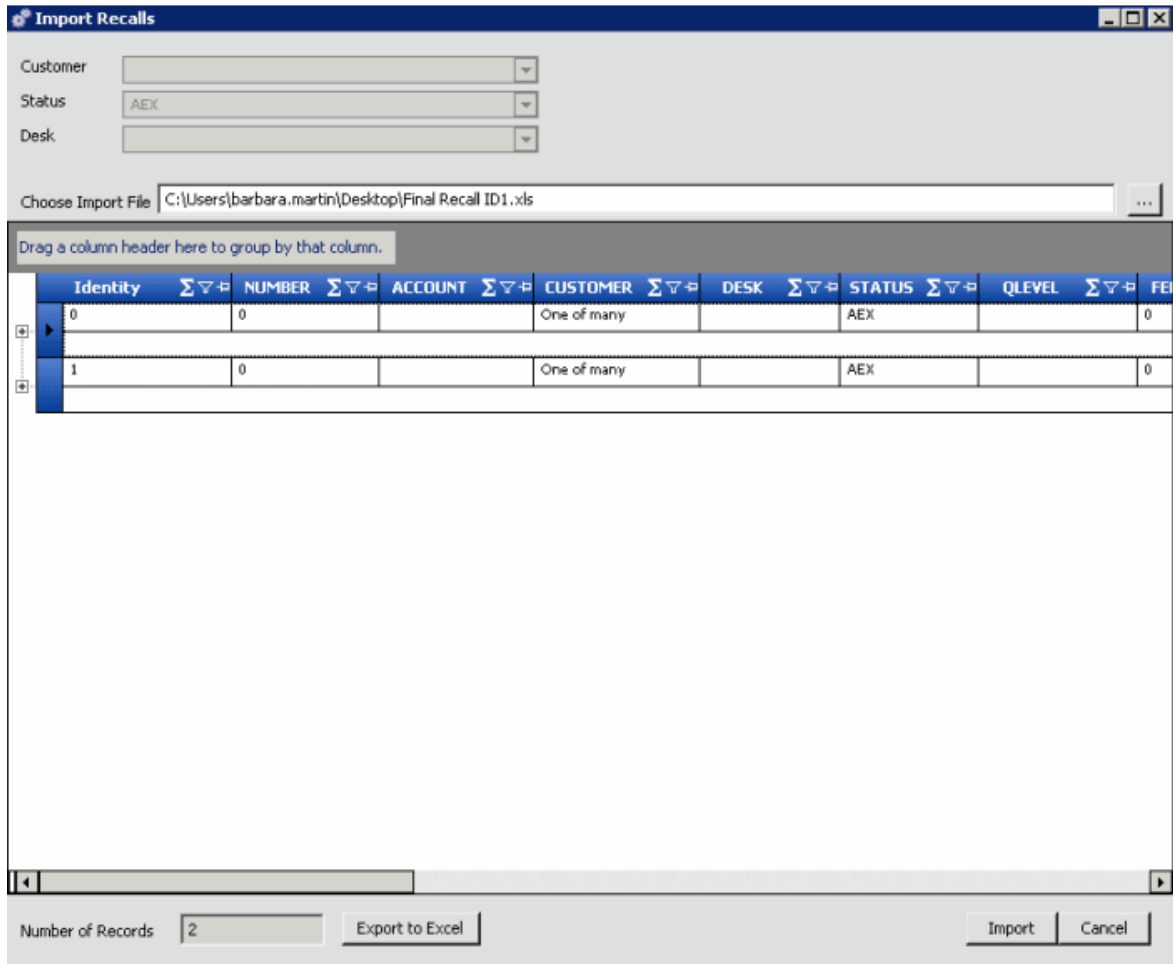 Import Recalls
Customer
Status AEX
Desk
Choose Import File C:\Users\barbara.martin\Desktop\Final Recall ID1.xls ...
Drag a column header here to group by that column.
Identity NUMBER ACCOUNT CUSTOMER DESK STATUS QLEVEL FEI
0 0 One of many AEX 0
1 0 One of many AEX 0
Number of Records 2 Export to Excel Import Cancel